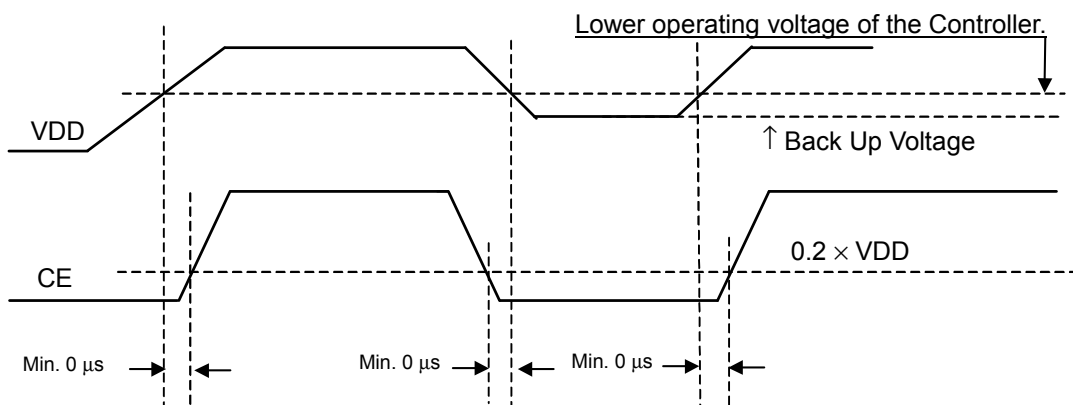 Lower operating voltage of the Controller.
VDD
↑ Back Up Voltage
0.2 × VDD
CE
Min. 0 μs
Min. 0 μs
Min. 0 μs